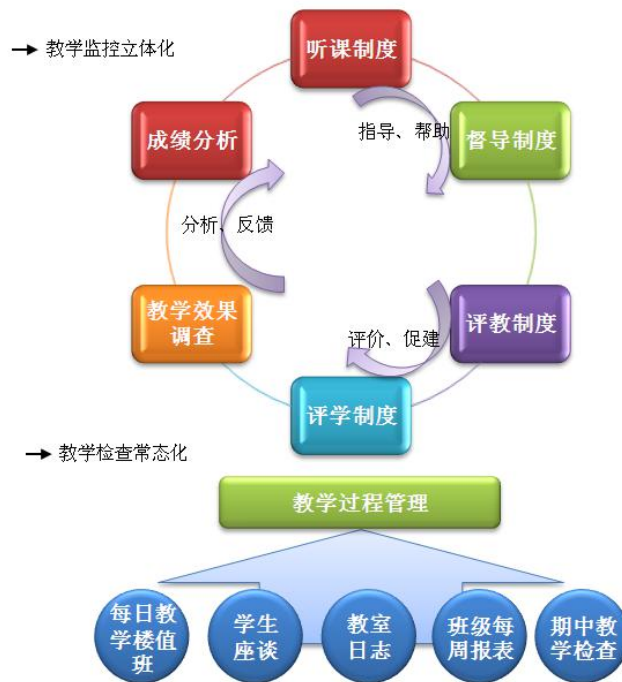 → 教学监控立体化
听课制度
指导、帮助
督导制度
成绩分析
分析、反馈
教学效果
调查
评教制度
评价、促建
评学制度
→ 教学检查常态化
教学过程管理
每日教
学楼值
班
学生
座谈
教室
日志
班级每
周报表
期中教
学检查